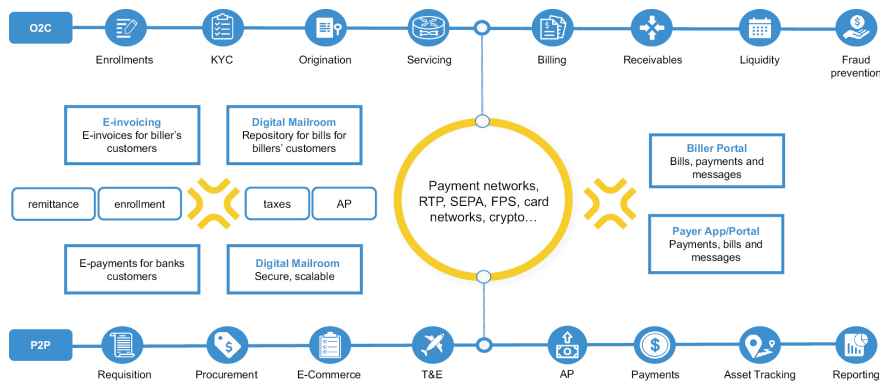 O2C
Enrollments
KYC
Origination
Servicing
Billing
Receivables
Liquidity
Fraud
prevention
E-invoicing
E-invoices for biller's
customers
Digital Mailroom
Repository for bills for
billers' customers
remittance
enrollment
taxes
AP
E-payments for banks
customers
Digital Mailroom
Secure, scalable
Payment networks,
RTP, SEPA, FPS, card
networks, crypto...
Biller Portal
Bills, payments and
messages
Payer App/Portal
Payments, bills and
messages
P2P
Requisition
Procurement
E-Commerce
T&E
AP
Payments
Asset Tracking
Reporting